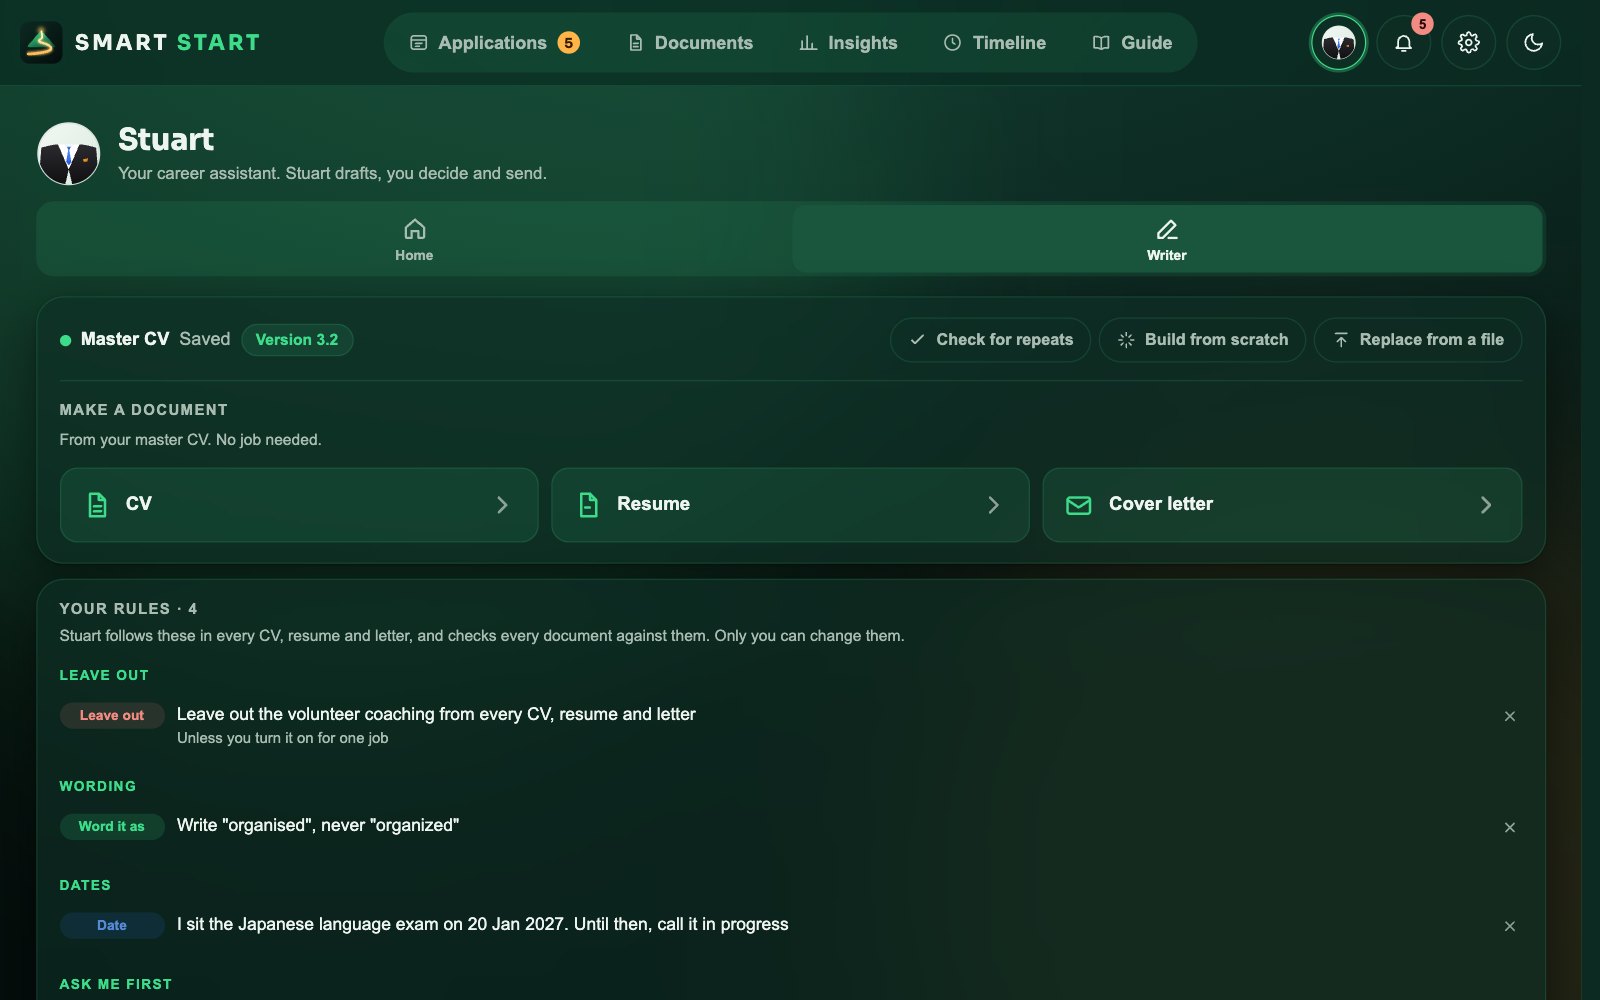 SMART START
Applications 5
Documents
Insights
Timeline
Guide
5
Stuart
Your career assistant. Stuart drafts, you decide and send.
Home
Writer
Master CV Saved Version 3.2
Check for repeats
Build from scratch
Replace from a file
MAKE A DOCUMENT
From your master CV. No job needed.
CV
Resume
Cover letter
YOUR RULES · 4
Stuart follows these in every CV, resume and letter, and checks every document against them. Only you can change them.
LEAVE OUT
Leave out Leave out the volunteer coaching from every CV, resume and letter
Unless you turn it on for one job
WORDING
Word it as Write "organised", never "organized"
DATES
Date I sit the Japanese language exam on 20 Jan 2027. Until then, call it in progress
ASK ME FIRST